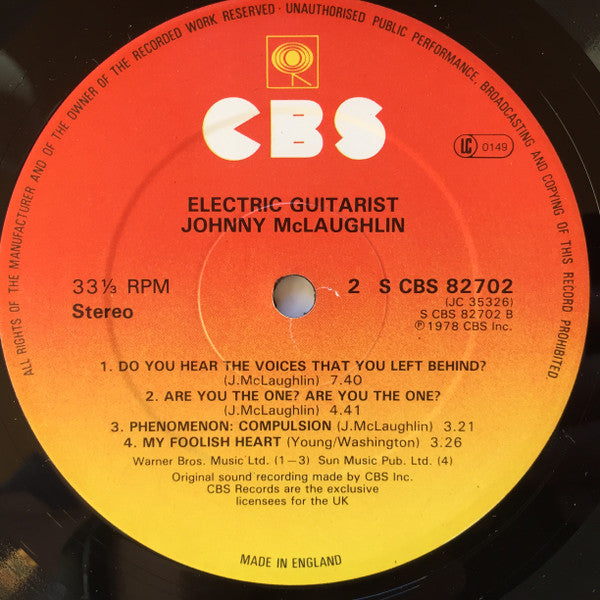 ALL RIGHTS OF THE MANUFACTURER AND OF THE OWNER OF THE RECORDED WORK RESERVED · UNAUTHORISED PUBLIC PERFORMANCE, BROADCASTING AND COPYING OF THIS RECORD PROHIBITED
CBS
LC 0149
ELECTRIC GUITARIST
JOHNNY McLAUGHLIN
33⅓ RPM
Stereo
2 S CBS 82702
(JC 35326)
S CBS 82702 B
℗ 1978 CBS Inc.
1. DO YOU HEAR THE VOICES THAT YOU LEFT BEHIND?
(J.McLaughlin) 7.40
2. ARE YOU THE ONE? ARE YOU THE ONE?
(J.McLaughlin) 4.41
3. PHENOMENON: COMPULSION (J.McLaughlin) 3.21
4. MY FOOLISH HEART (Young/Washington) 3.26
Warner Bros. Music Ltd. (1—3) Sun Music Pub. Ltd. (4)
Original sound recording made by CBS Inc.
CBS Records are the exclusive
licensees for the UK
MADE IN ENGLAND